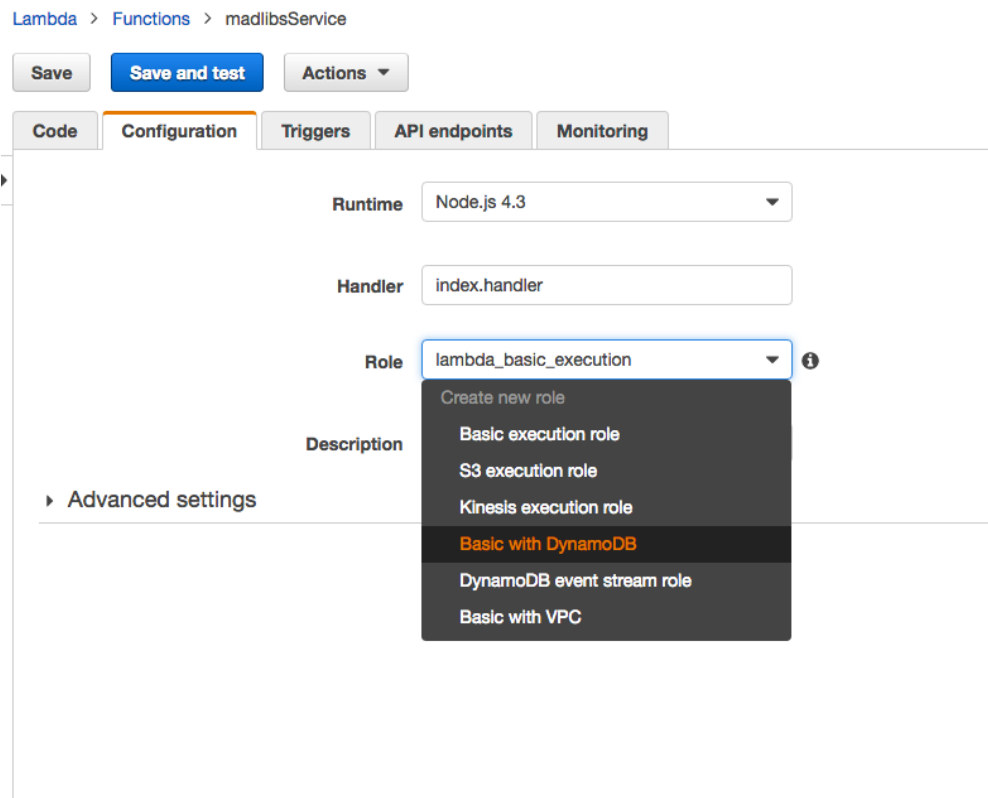 Lambda > Functions > madlibsService
Save Save and test Actions
Code Configuration Triggers API endpoints Monitoring
Runtime Node.js 4.3
Handler index.handler
Role lambda_basic_execution
Create new role
Basic execution role
Description
S3 execution role
Advanced settings
Kinesis execution role
Basic with DynamoDB
DynamoDB event stream role
Basic with VPC